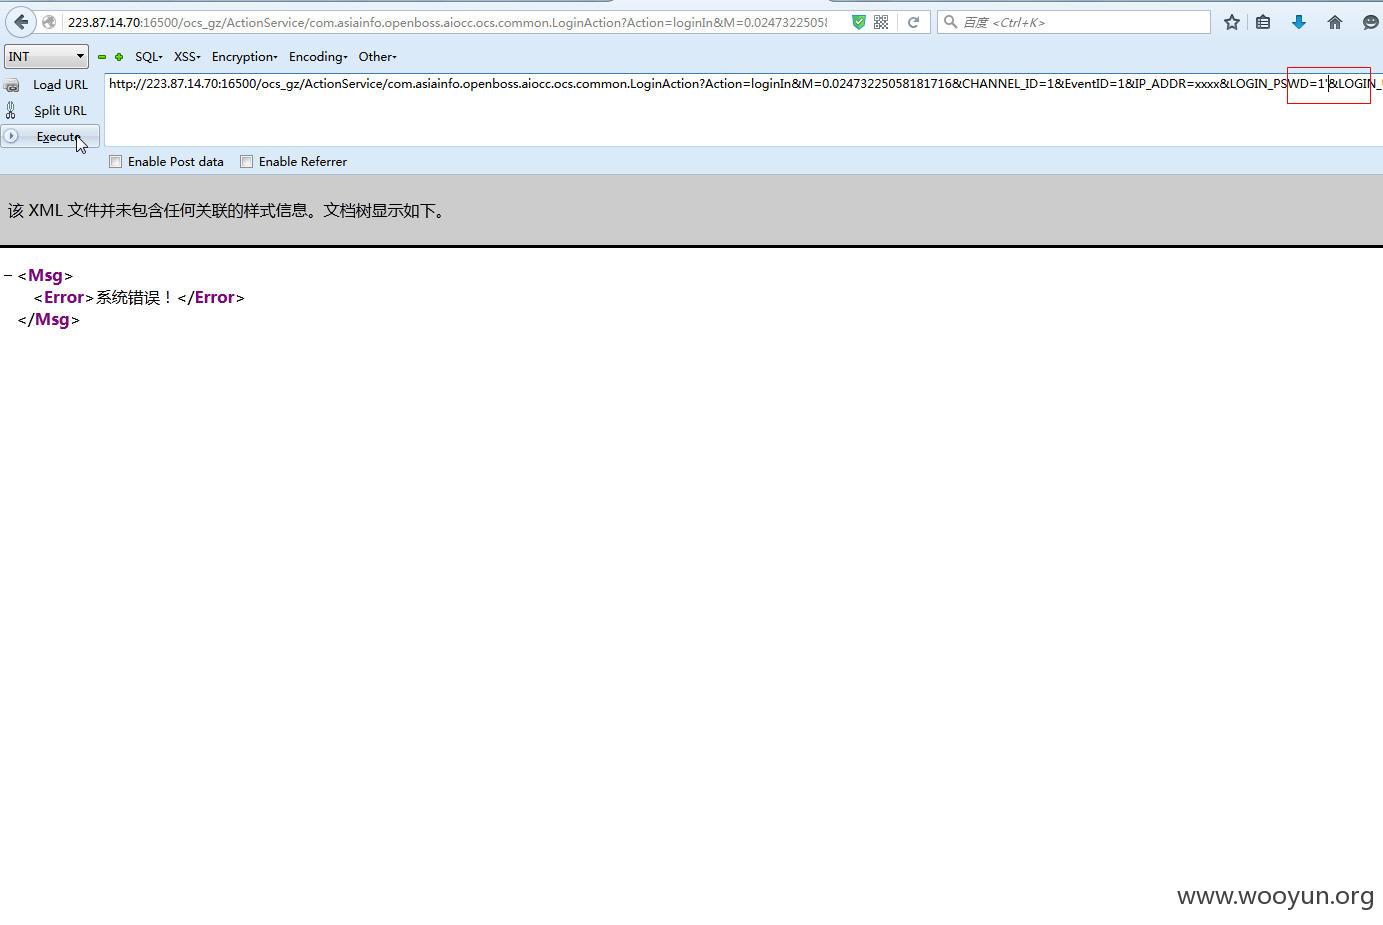 223.87.14.70:16500/ocs_gz/ActionService/com.asiainfo.openboss.aiocc.ocs.common.LoginAction?Action=loginIn&M=0.02473225058
百度 <Ctrl+K>
INT SQL XSS Encryption Encoding Other
Load URL http://223.87.14.70:16500/ocs_gz/ActionService/com.asiainfo.openboss.aiocc.ocs.common.LoginAction?Action=loginIn&M=0.02473225058181716&CHANNEL_ID=1&EventID=1&IP_ADDR=xxxx&LOGIN_PSWD=1'&LOGIN_
Split URL
Execute
Enable Post data Enable Referrer
该 XML 文件并未包含任何关联的样式信息。文档树显示如下。
− <Msg>
<Error>系统错误！</Error>
</Msg>
www.wooyun.org